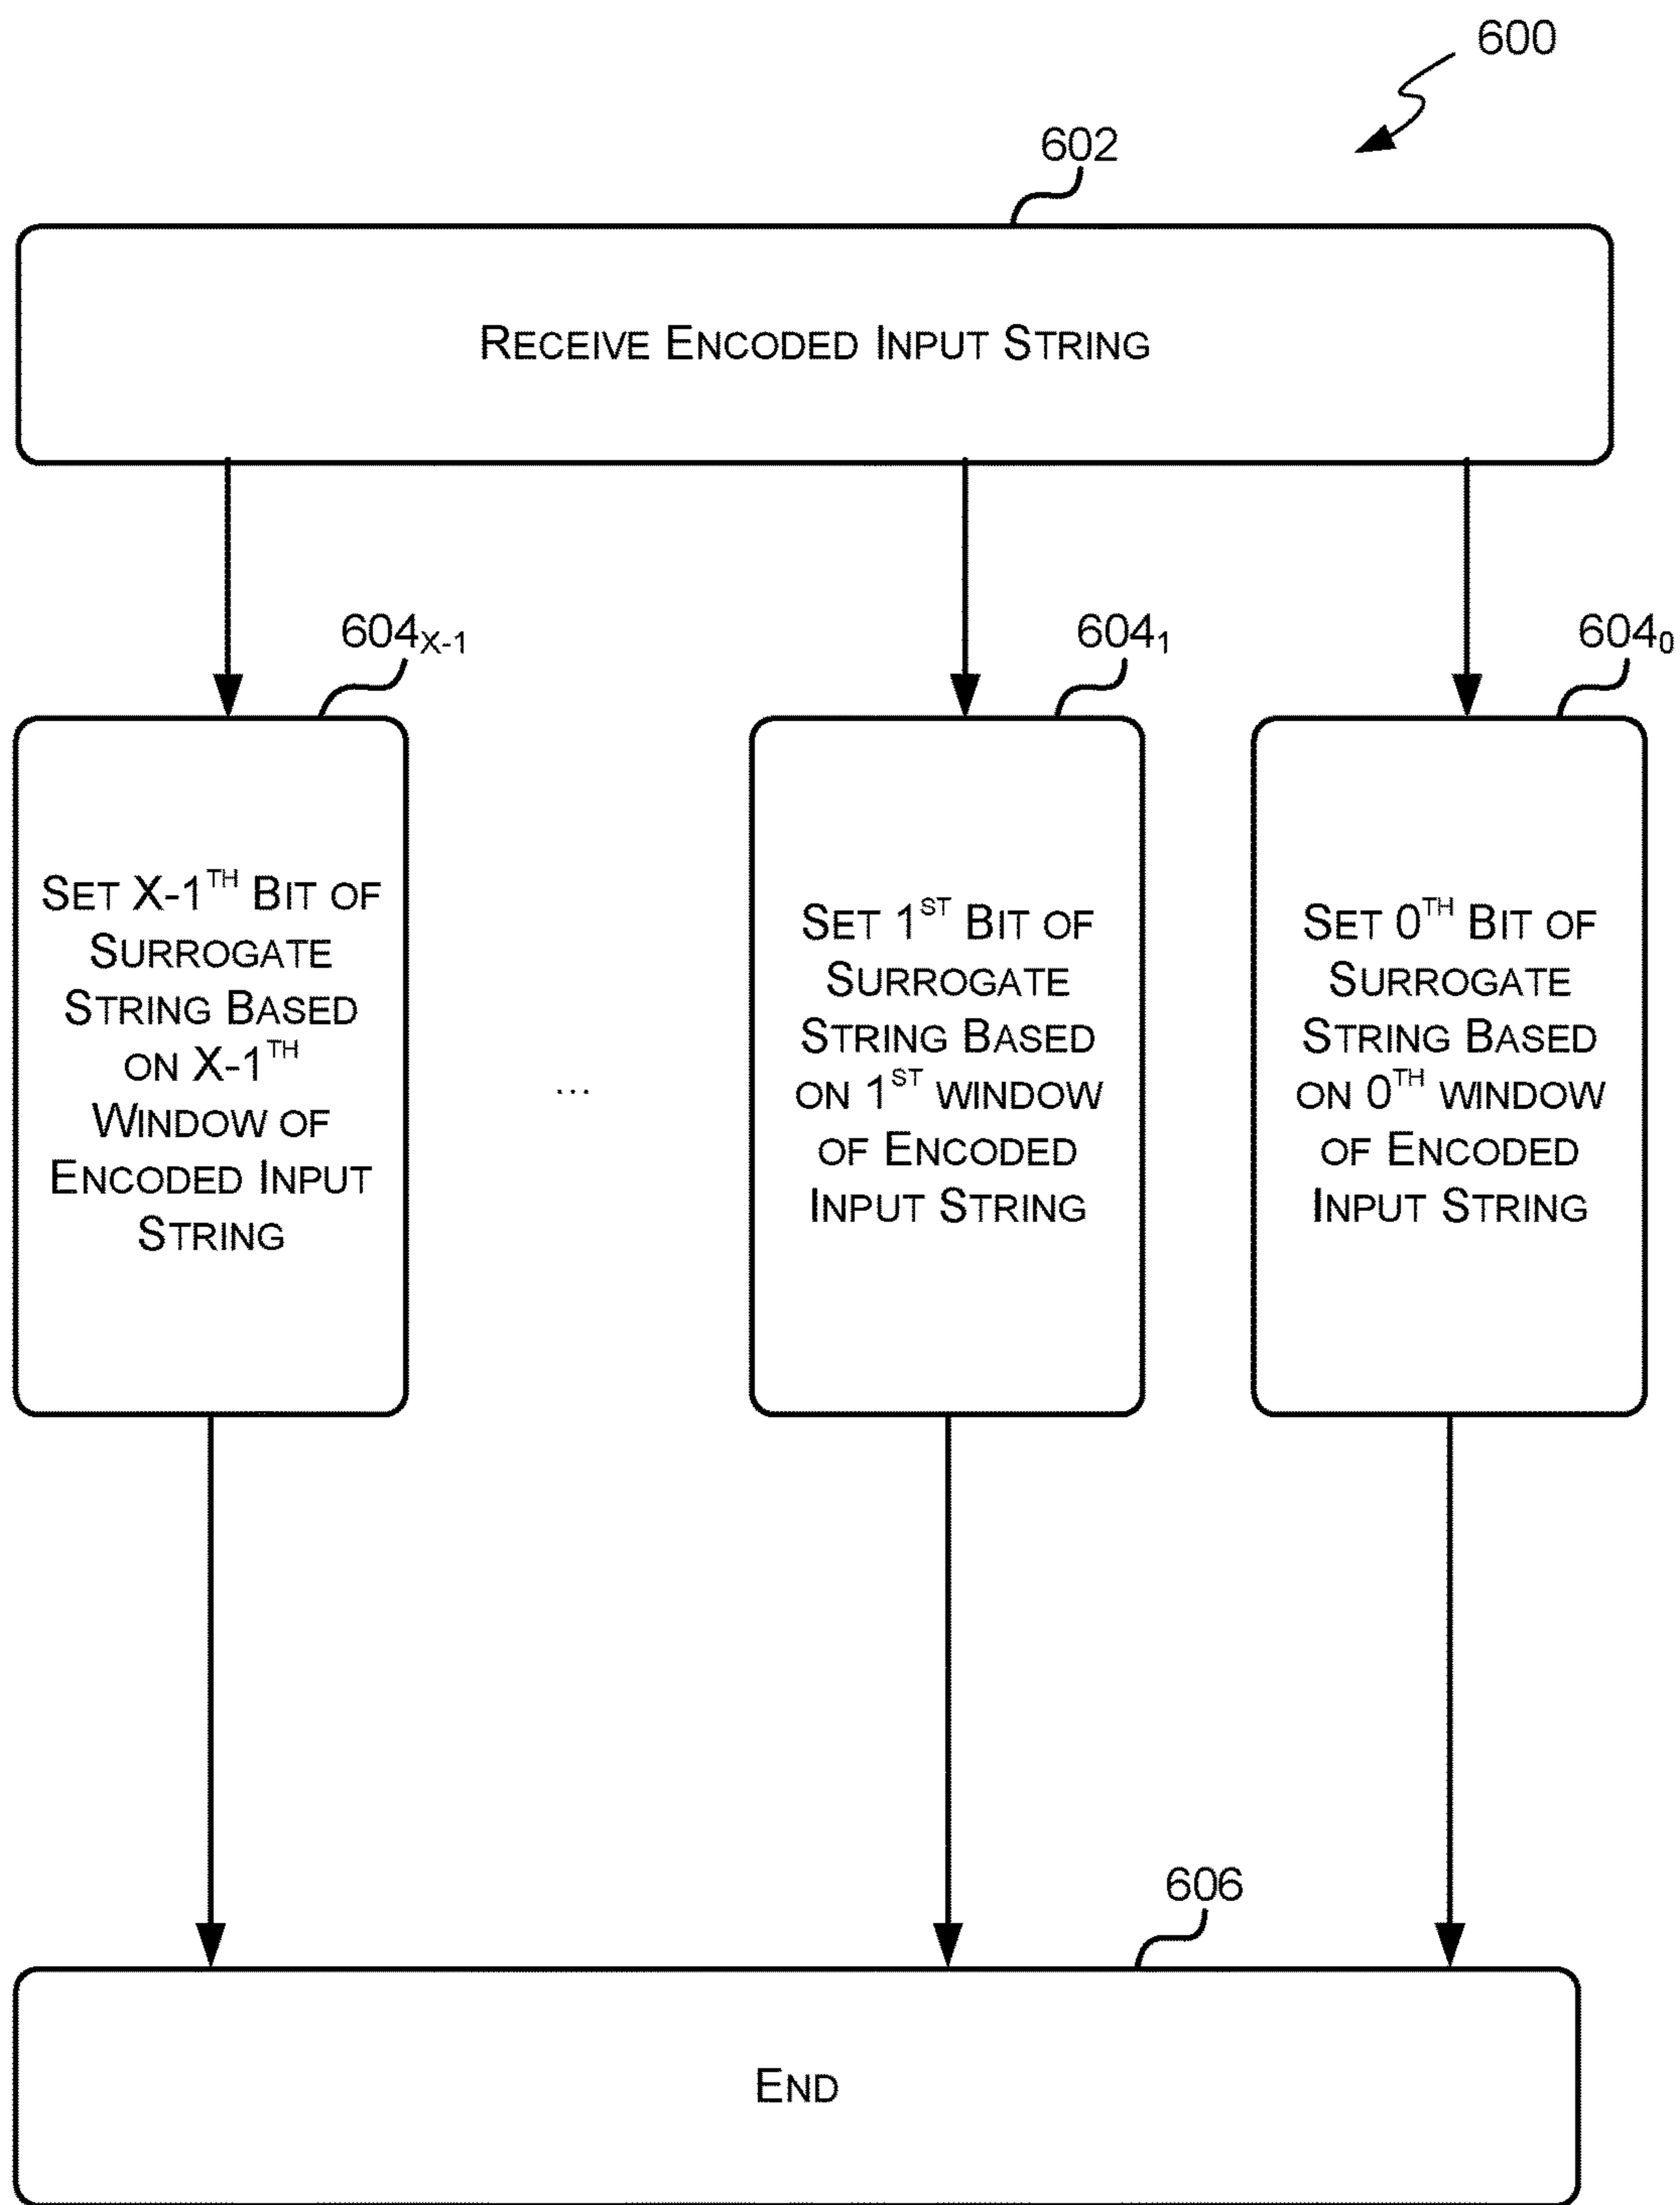 600
602
RECEIVE ENCODED INPUT STRING
604X-1
SET X-1TH BIT OF
SURROGATE
STRING BASED
ON X-1TH
WINDOW OF
ENCODED INPUT
STRING
...
6041
SET 1ST BIT OF
SURROGATE
STRING BASED
ON 1ST WINDOW
OF ENCODED
INPUT STRING
6040
SET 0TH BIT OF
SURROGATE
STRING BASED
ON 0TH WINDOW
OF ENCODED
INPUT STRING
606
END